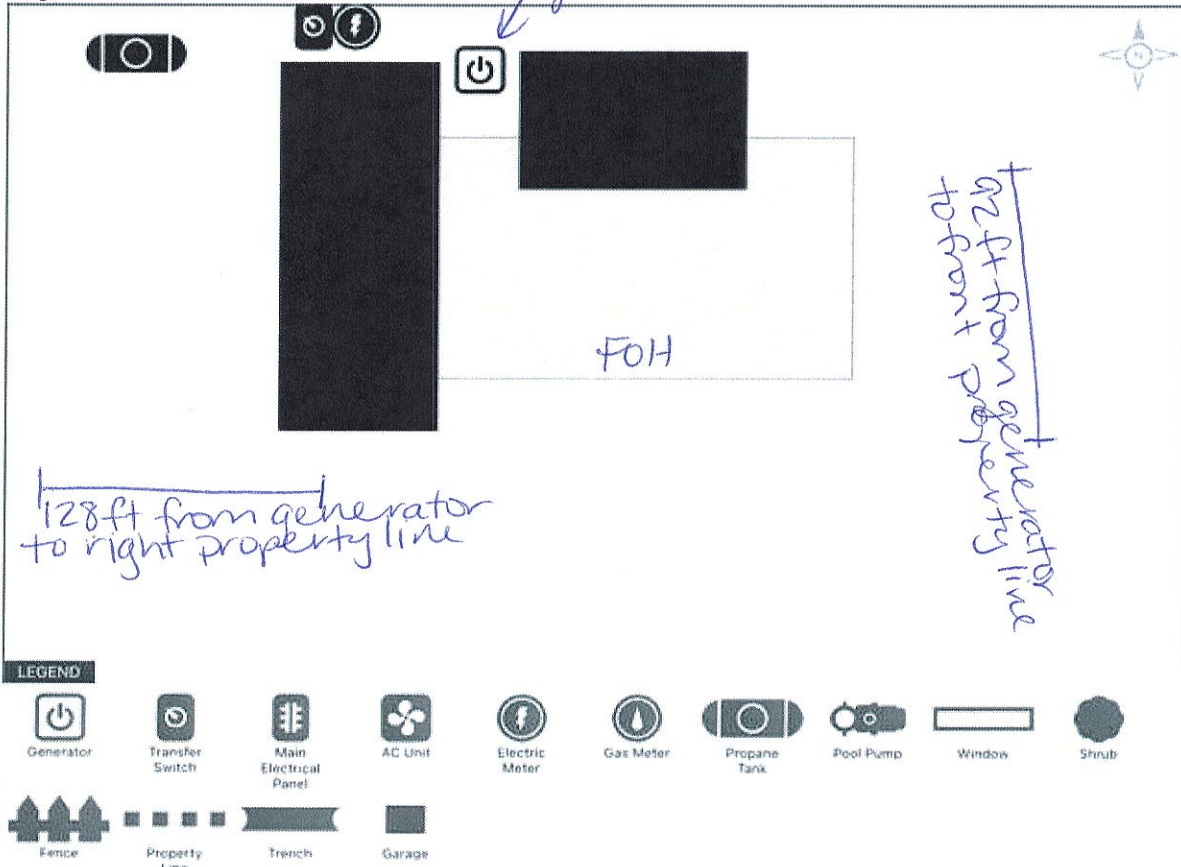 N
FOH
92 ft from generator
to front property line
128ft from generator
to right property line
LEGEND
Generator
Transfer
Switch
Main
Electrical
Panel
AC Unit
Electric
Meter
Gas Meter
Propane
Tank
Pool Pump
Window
Shrub
Fence
Property
Line
Trench
Garage